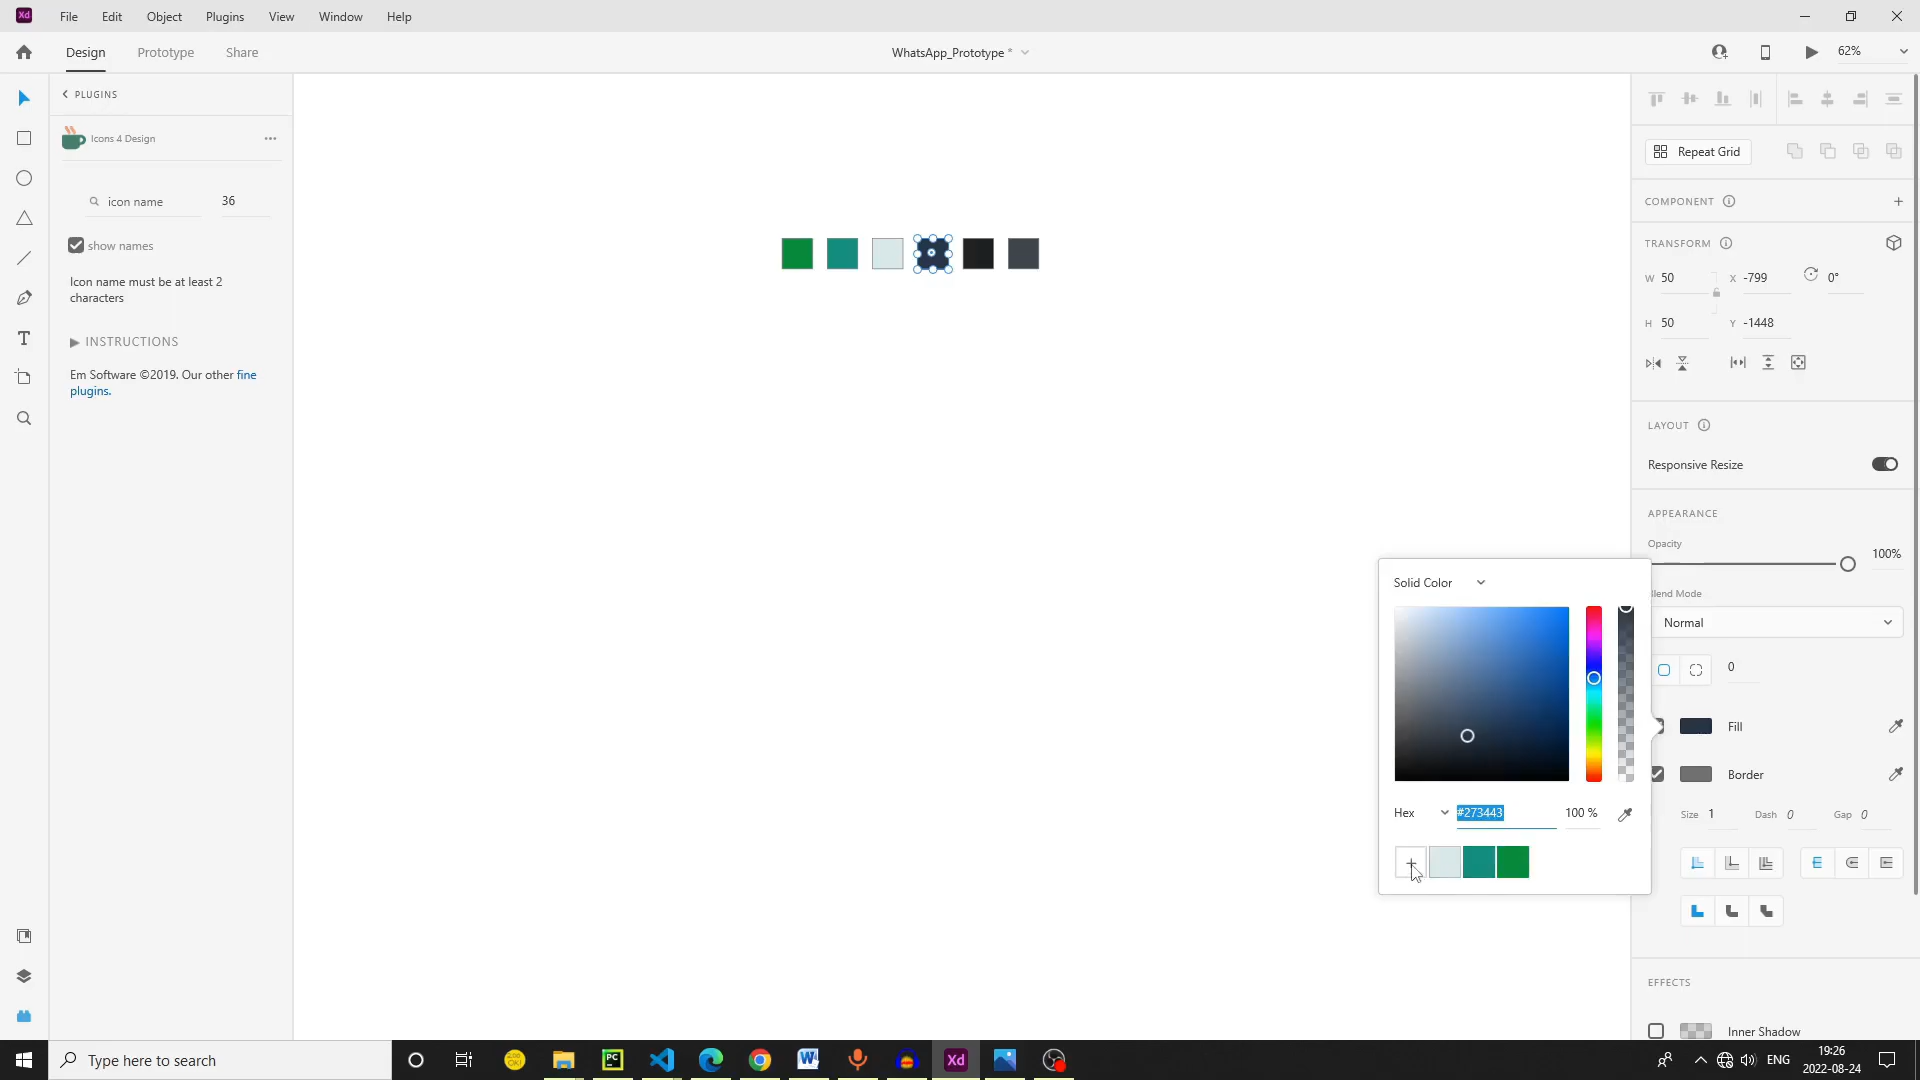 Xd File Edit Object Plugins View Window Help
Design Prototype Share WhatsApp_Prototype * 62%
PLUGINS
Icons 4 Design
icon name 36
show names
Icon name must be at least 2
characters
INSTRUCTIONS
Em Software ©2019. Our other fine
plugins.
Repeat Grid
COMPONENT
TRANSFORM
W 50 X -799 0°
H 50 Y -1448
LAYOUT
Responsive Resize
APPEARANCE
Opacity
100%
Blend Mode
Normal
0
Fill
Border
Size 1 Dash 0 Gap 0
EFFECTS
Inner Shadow
Solid Color
Hex #273443 100 %
Type here to search
PC
W
Xd
ENG
19:26
2022-08-24